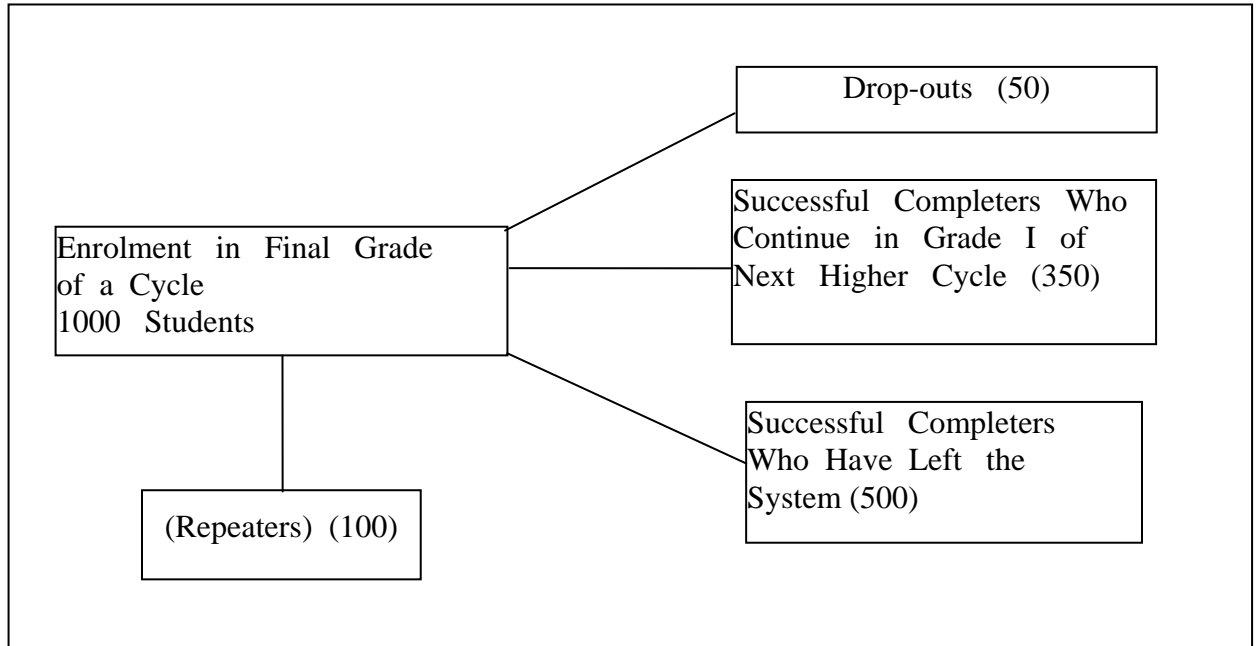 Drop-outs (50)
Successful Completers Who
Continue in Grade I of
Next Higher Cycle (350)
Enrolment in Final Grade
of a Cycle
1000 Students
Successful Completers
Who Have Left the
System (500)
(Repeaters) (100)